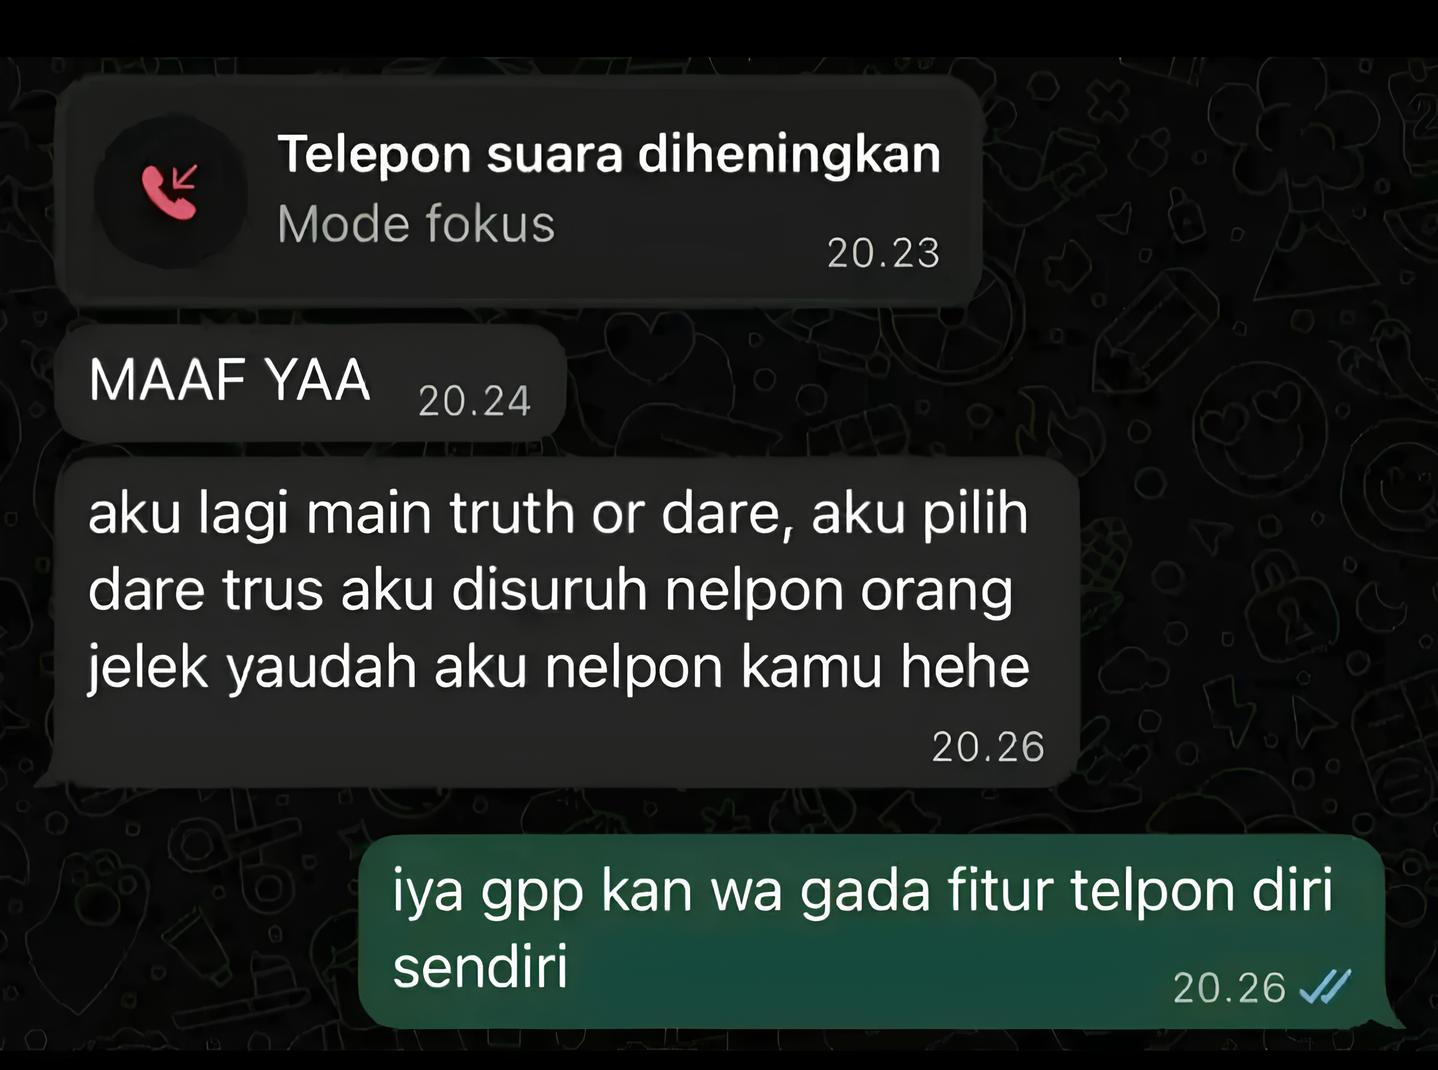 Telepon suara diheningkan
Mode fokus
20.23
MAAF YAA 20.24
aku lagi main truth or dare, aku pilih
dare trus aku disuruh nelpon orang
jelek yaudah aku nelpon kamu hehe
20.26
iya gpp kan wa gada fitur telpon diri
sendiri
20.26